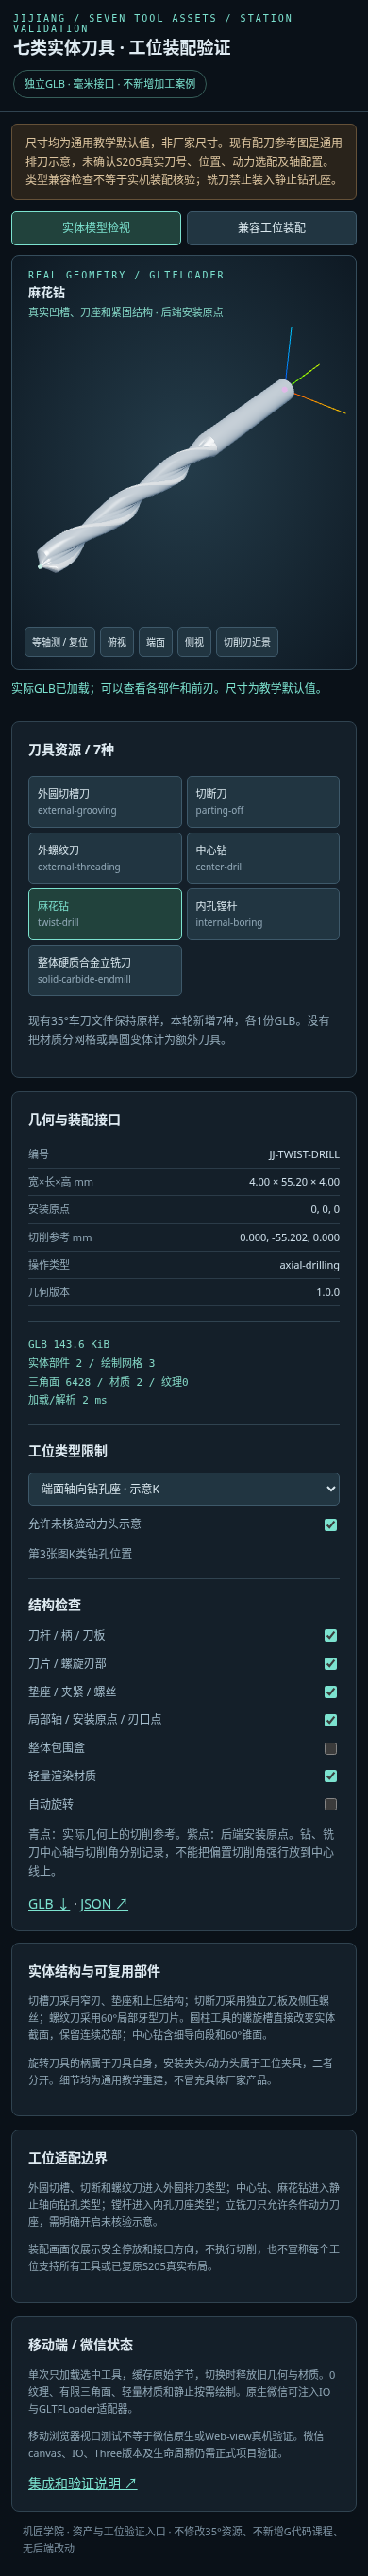 JIJIANG / SEVEN TOOL ASSETS / STATION
VALIDATION
七类实体刀具 · 工位装配验证
独立GLB · 毫米接口 · 不新增加工案例
尺寸均为通用教学默认值，非厂家尺寸。现有配刀参考图是通用
排刀示意，未确认S205真实刀号、位置、动力选配及轴配置。
类型兼容检查不等于实机装配核验；铣刀禁止装入静止钻孔座。
实体模型检视
兼容工位装配
REAL GEOMETRY / GLTFLOADER
麻花钻
真实凹槽、刀座和紧固结构 · 后端安装原点
等轴测 / 复位
俯视
端面
侧视
切削刃近景
实际GLB已加载；可以查看各部件和前刃。尺寸为教学默认值。
刀具资源 / 7种
外圆切槽刀
external-grooving
切断刀
parting-off
外螺纹刀
external-threading
中心钻
center-drill
麻花钻
twist-drill
内孔镗杆
internal-boring
整体硬质合金立铣刀
solid-carbide-endmill
现有35°车刀文件保持原样，本轮新增7种，各1份GLB。没有
把材质分网格或鼻圆变体计为额外刀具。
几何与装配接口
编号 JJ-TWIST-DRILL
宽×长×高 mm 4.00 × 55.20 × 4.00
安装原点 0, 0, 0
切削参考 mm 0.000, -55.202, 0.000
操作类型 axial-drilling
几何版本 1.0.0
GLB 143.6 KiB
实体部件 2 / 绘制网格 3
三角面 6428 / 材质 2 / 纹理0
加载/解析 2 ms
工位类型限制
端面轴向钻孔座 · 示意K
允许未核验动力头示意
第3张图K类钻孔位置
结构检查
刀杆 / 柄 / 刀板
刀片 / 螺旋刃部
垫座 / 夹紧 / 螺丝
局部轴 / 安装原点 / 刃口点
整体包围盒
轻量渲染材质
自动旋转
青点：实际几何上的切削参考。紫点：后端安装原点。钻、铣
刀中心轴与切削角分别记录，不能把偏置切削角强行放到中心
线上。
GLB ↓ · JSON ↗
实体结构与可复用部件
切槽刀采用窄刃、垫座和上压结构；切断刀采用独立刀板及侧压螺
丝；螺纹刀采用60°局部牙型刀片。圆柱工具的螺旋槽直接改变实体
截面，保留连续芯部；中心钻含细导向段和60°锥面。
旋转刀具的柄属于刀具自身，安装夹头/动力头属于工位夹具，二者
分开。细节均为通用教学重建，不冒充具体厂家产品。
工位适配边界
外圆切槽、切断和螺纹刀进入外圆排刀类型；中心钻、麻花钻进入静
止轴向钻孔类型；镗杆进入内孔刀座类型；立铣刀只允许条件动力刀
座，需明确开启未核验示意。
装配画面仅展示安全停放和接口方向，不执行切削，也不宣称每个工
位支持所有工具或已复原S205真实布局。
移动端 / 微信状态
单次只加载选中工具，缓存原始字节，切换时释放旧几何与材质。0
纹理、有限三角面、轻量材质和静止按需绘制。原生微信可注入IO
与GLTFLoader适配器。
移动浏览器视口测试不等于微信原生或Web-view真机验证。微信
canvas、IO、Three版本及生命周期仍需正式项目验证。
集成和验证说明 ↗
机匠学院 · 资产与工位验证入口 · 不修改35°资源、不新增G代码课程、
无后端改动